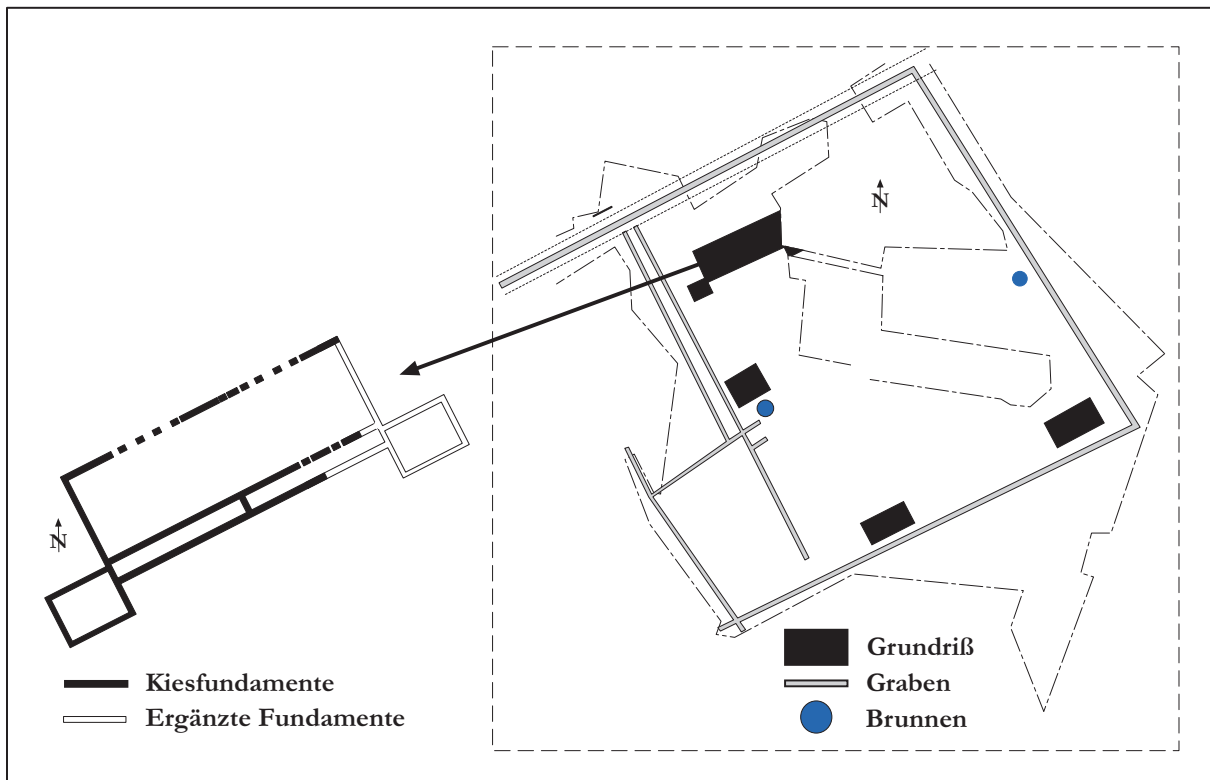 N
N
Kiesfundamente
Ergänzte Fundamente
Grundriß
Graben
Brunnen